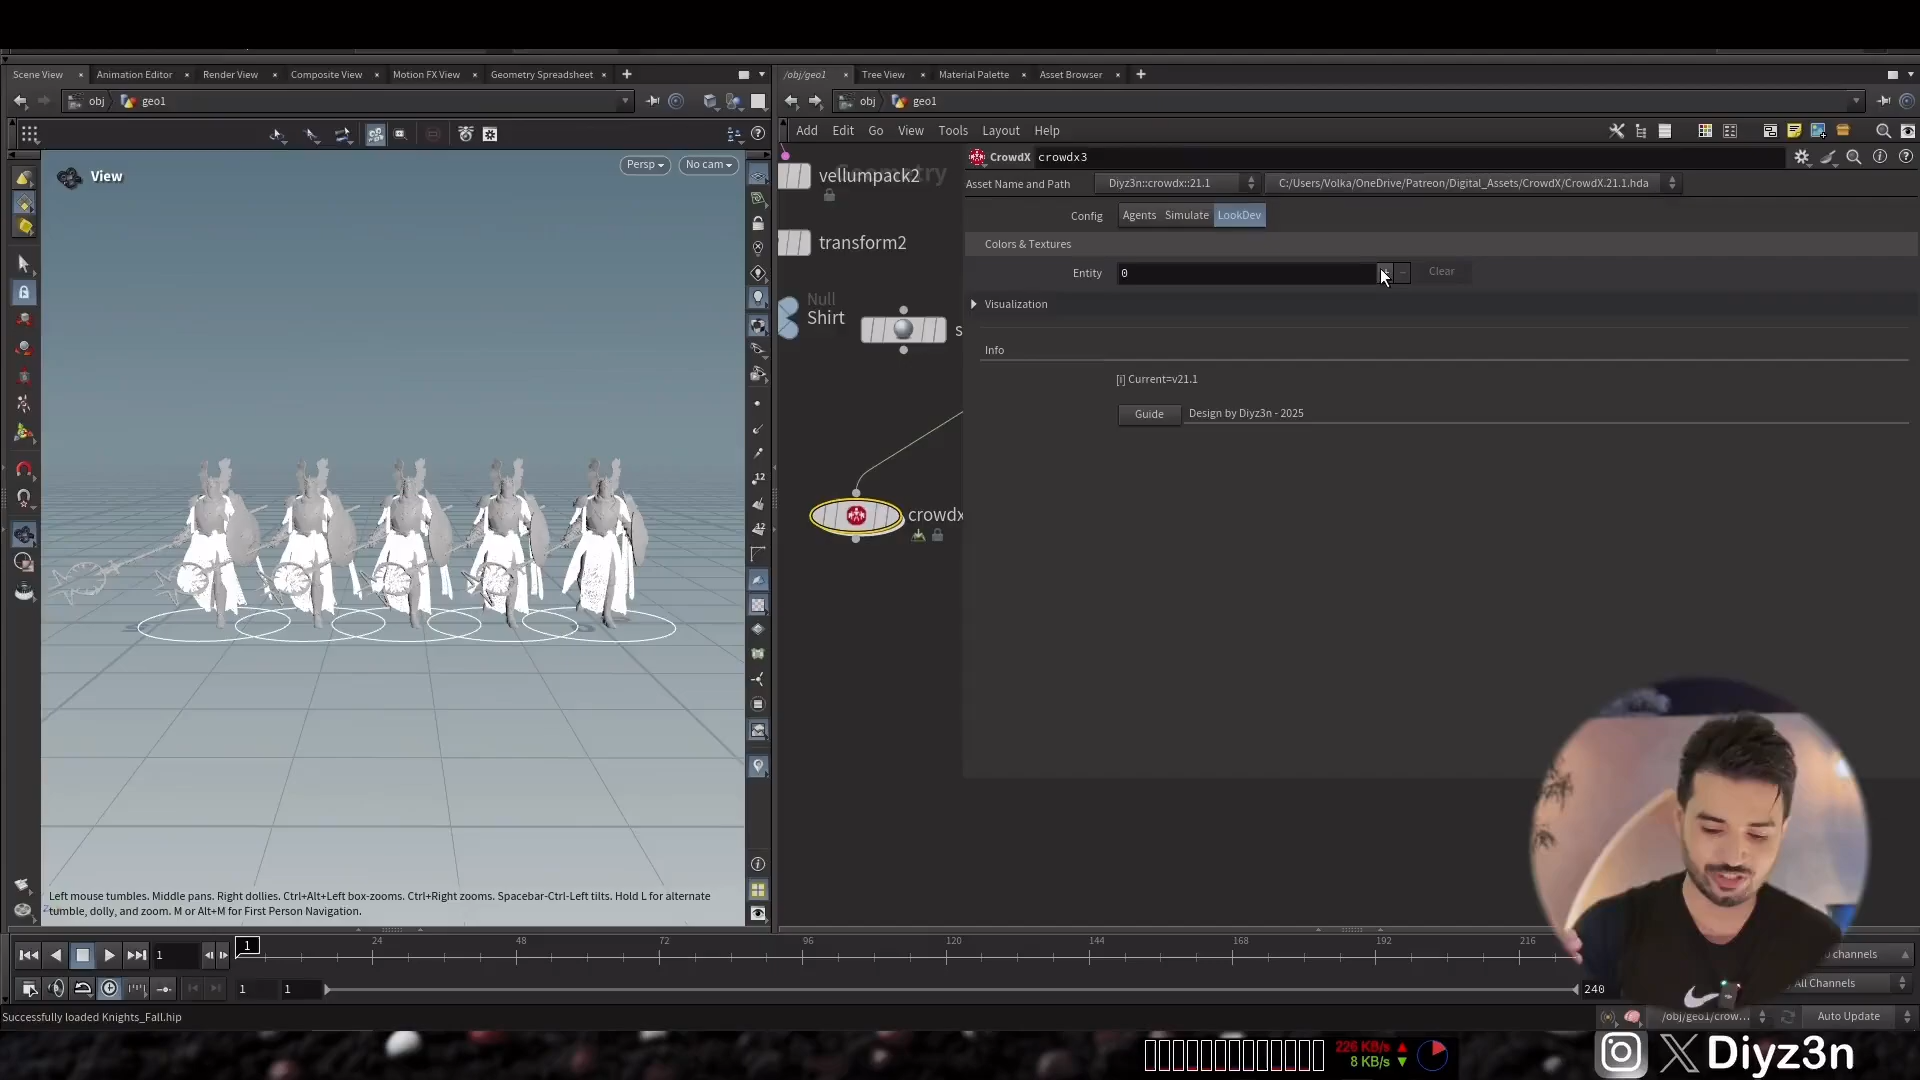 Scene View
Animation Editor
Render View
Composite View
Motion FX View
Geometry Spreadsheet
/obj/geo1
Tree View
Material Palette
Asset Browser
obj
geo1
obj
geo1
Add Edit Go View Tools Layout Help
View
Persp
No cam
Geometry
vellumpack2
transform2
Null
Shirt
s
crowdx
CrowdX crowdx3
Asset Name and Path Diyz3n::crowdx::21.1 C:/Users/Volka/OneDrive/Patreon/Digital_Assets/CrowdX/CrowdX.21.1.hda
Config Agents Simulate LookDev
Colors & Textures
Entity 0 Clear
Visualization
Info
[i] Current=v21.1
Guide Design by Diyz3n - 2025
12
12
Left mouse tumbles. Middle pans. Right dollies. Ctrl+Alt+Left box-zooms. Ctrl+Right zooms. Spacebar-Ctrl-Left tilts. Hold L for alternate
tumble, dolly, and zoom. M or Alt+M for First Person Navigation.
1 1 24 48 72 96 120 144 168 192 216
channels
1 1 240 All Channels
Successfully loaded Knights_Fall.hip
/obj/geo1/crow... Auto Update
226 KB/s
8 KB/s
Diyz3n